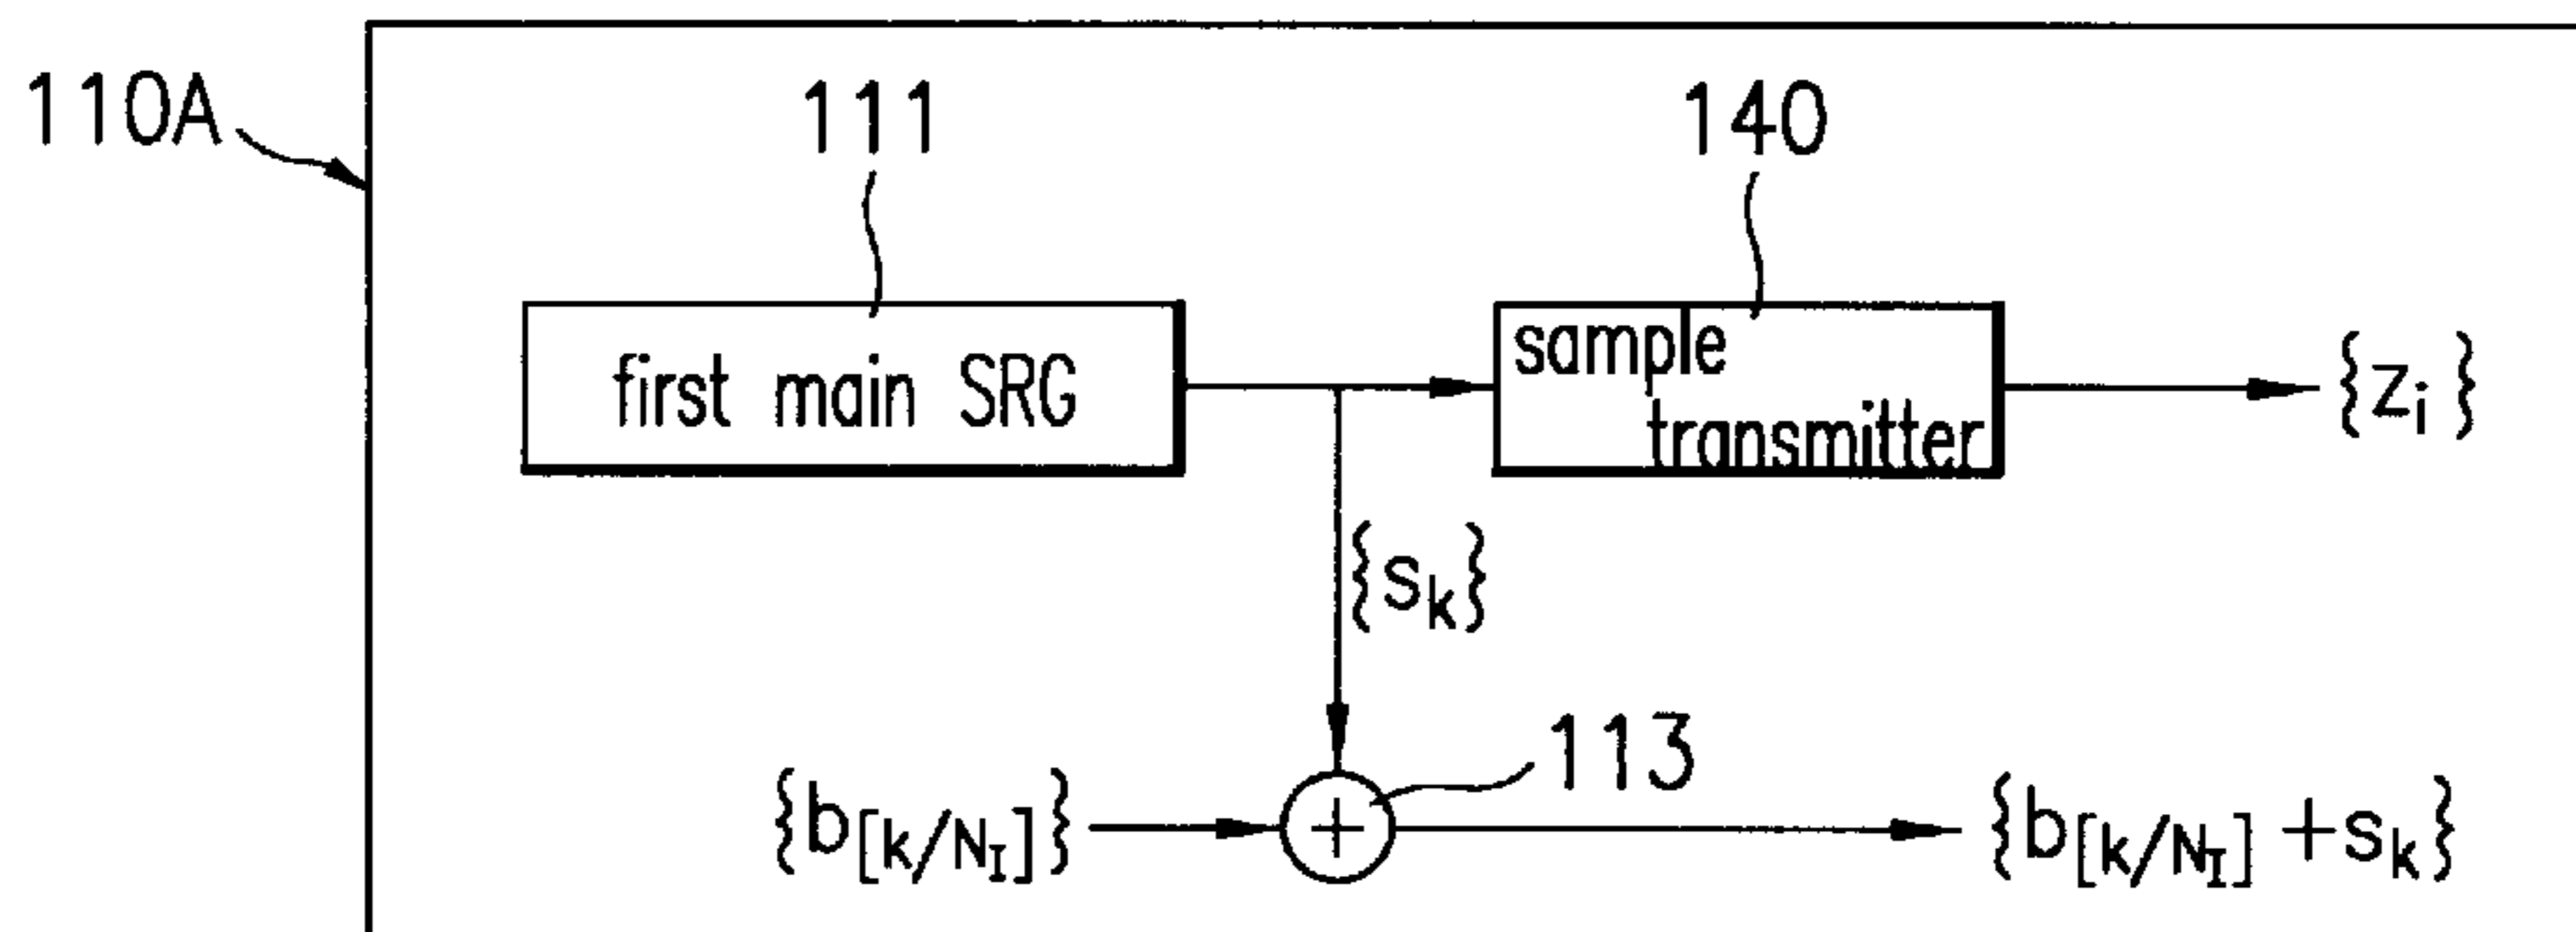 110A
111
140
first main SRG
sample
transmitter
{z_i}
{s_k}
113
{b_[k/N_I]}
+
{b_[k/N_I]+s_k}